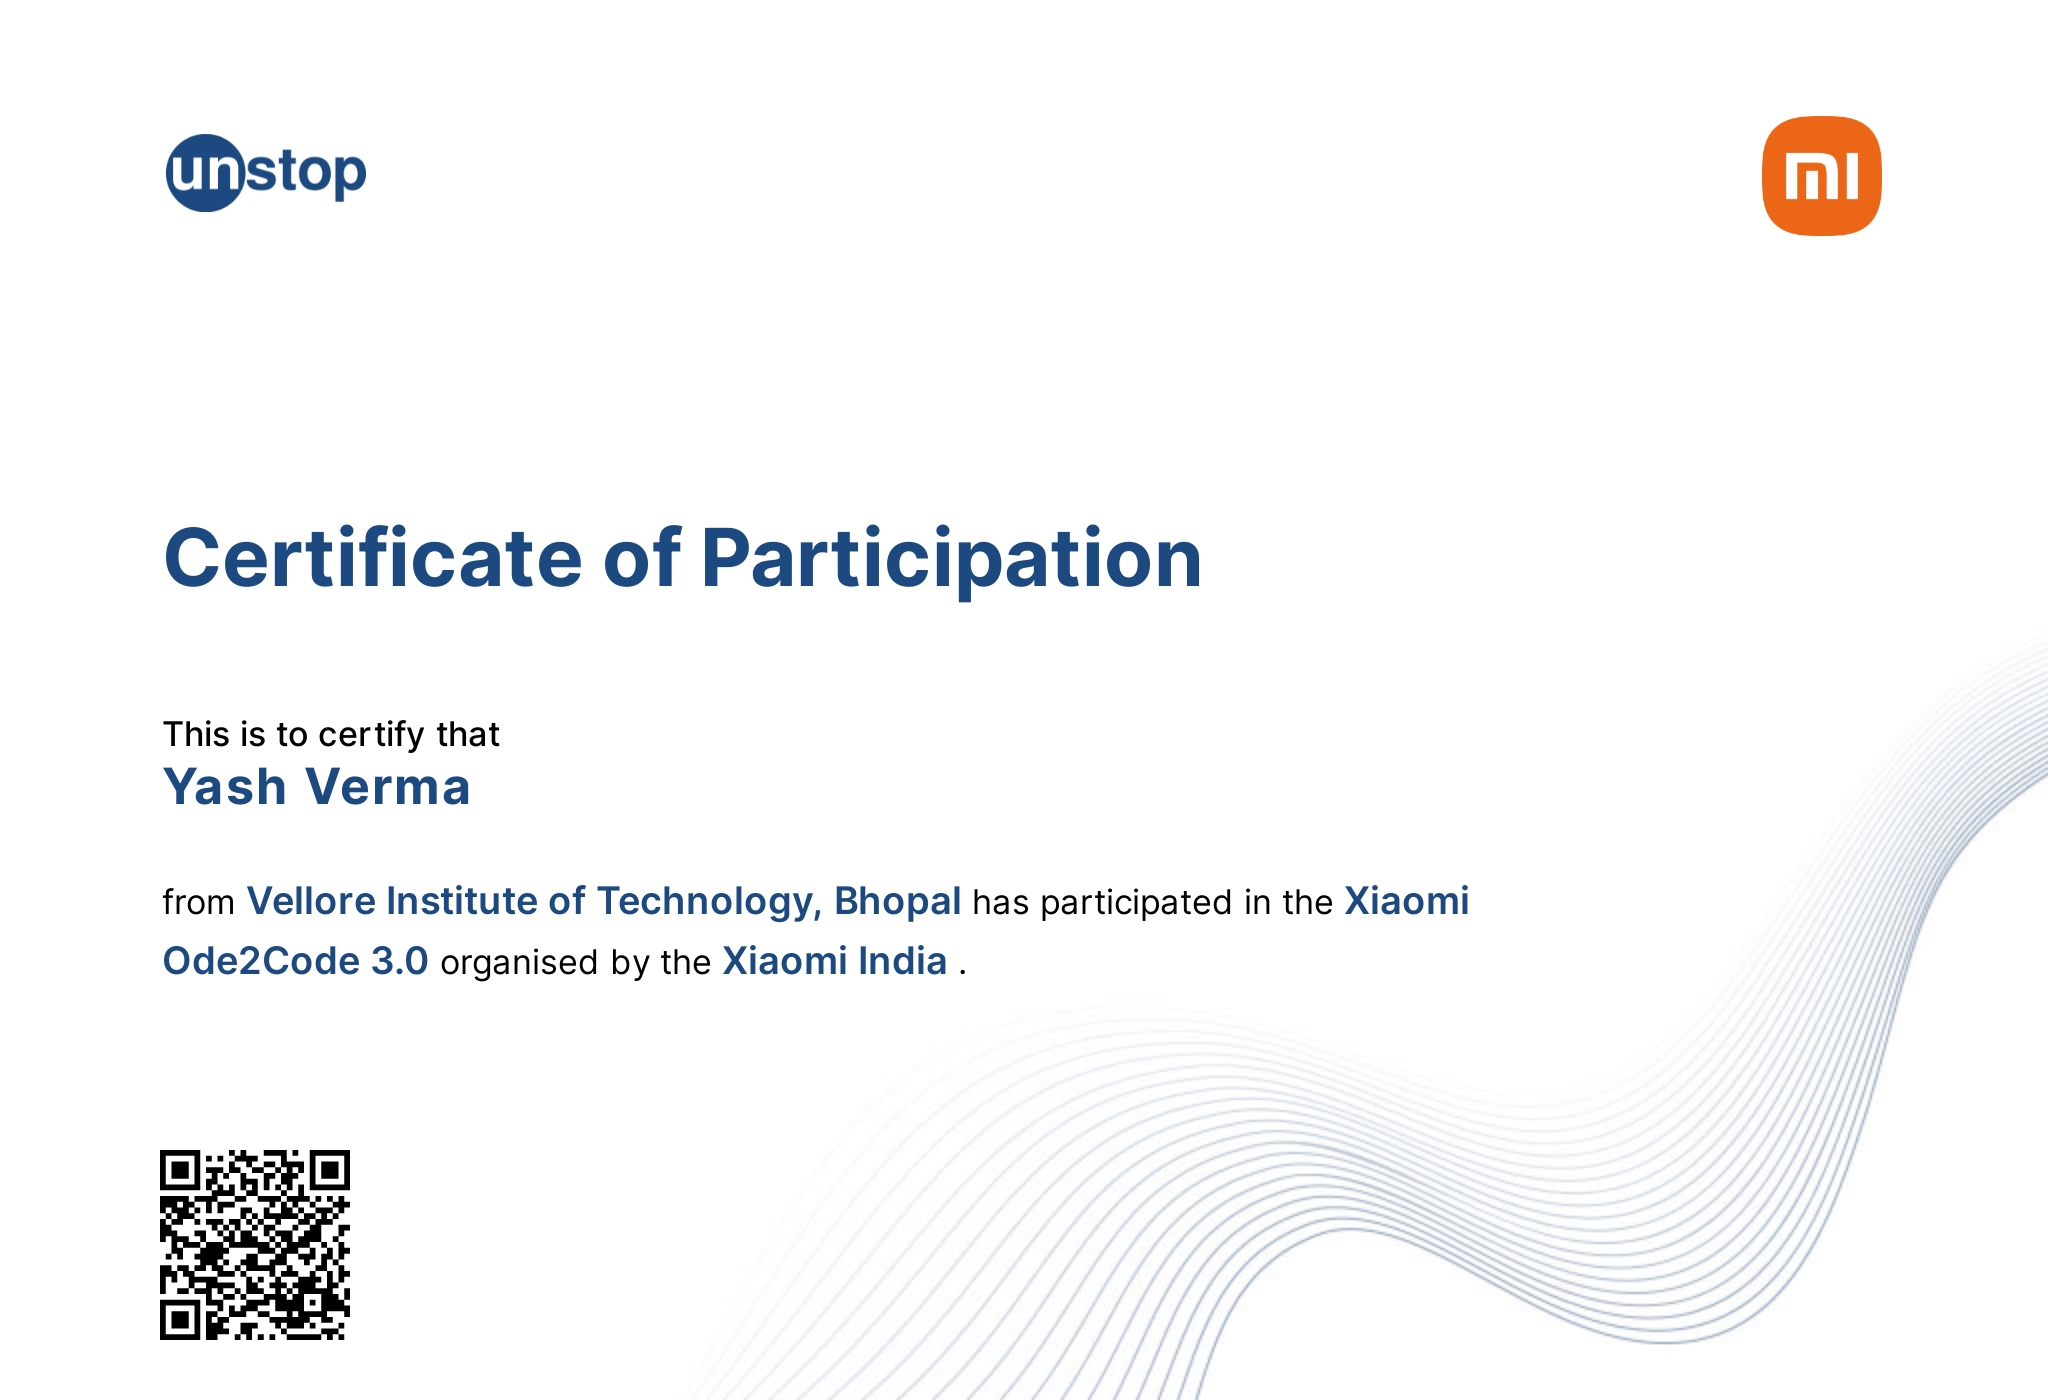 unstop
mi
Certificate of Participation
This is to certify that
Yash Verma
from Vellore Institute of Technology, Bhopal has participated in the Xiaomi
Ode2Code 3.0 organised by the Xiaomi India .